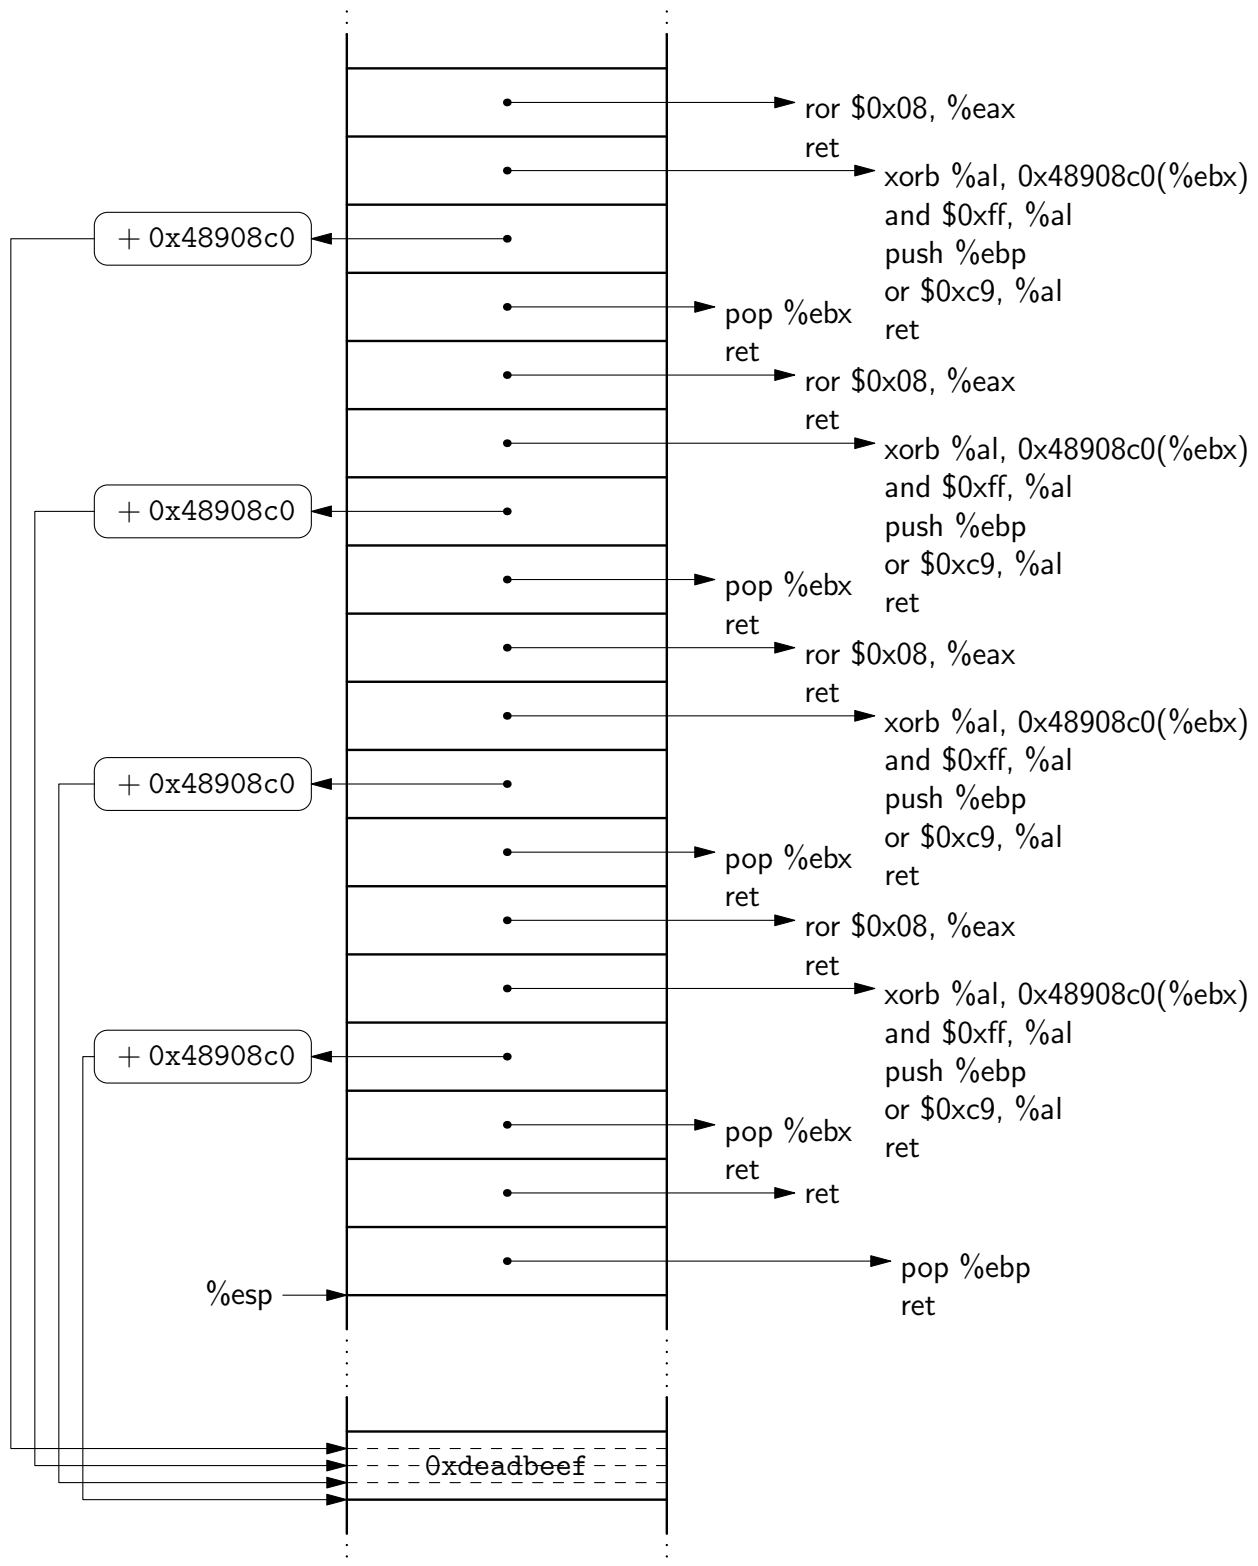 ror $0x08, %eax
ret
xorb %al, 0x48908c0(%ebx)
and $0xff, %al
push %ebp
or $0xc9, %al
ret
+ 0x48908c0
pop %ebx
ret
ror $0x08, %eax
ret
xorb %al, 0x48908c0(%ebx)
and $0xff, %al
push %ebp
or $0xc9, %al
ret
+ 0x48908c0
pop %ebx
ret
ror $0x08, %eax
ret
xorb %al, 0x48908c0(%ebx)
and $0xff, %al
push %ebp
or $0xc9, %al
ret
+ 0x48908c0
pop %ebx
ret
ror $0x08, %eax
ret
xorb %al, 0x48908c0(%ebx)
and $0xff, %al
push %ebp
or $0xc9, %al
ret
+ 0x48908c0
pop %ebx
ret
ret
pop %ebp
ret
%esp
0xdeadbeef